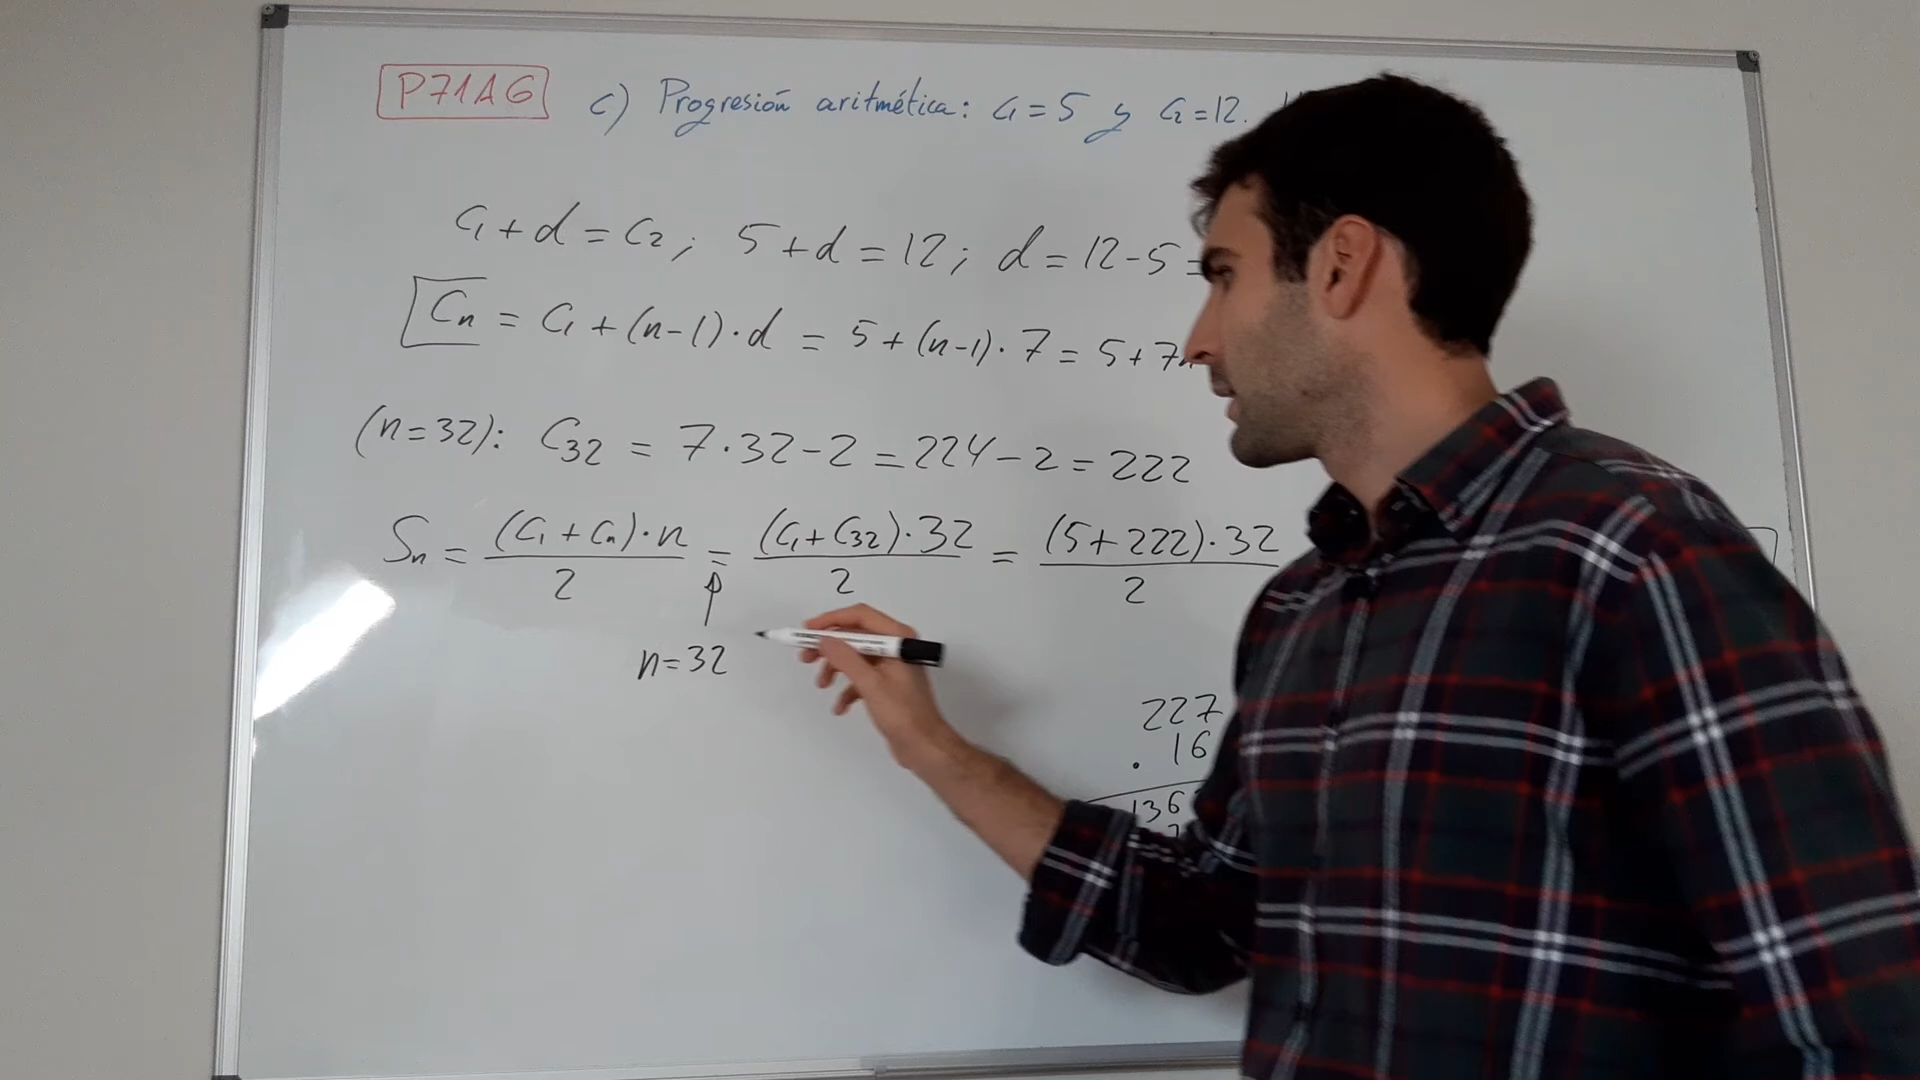 P71A6 c) Progresión aritmética: C₁ = 5 y C₂ = 12.
C₁ + d = C₂ ; 5 + d = 12 ; d = 12 - 5 =
Cₙ = C₁ + (n-1) · d = 5 + (n-1) · 7 = 5 + 7n
(n=32): C₃₂ = 7 · 32 - 2 = 224 - 2 = 222
Sₙ = (C₁ + Cₙ) · n / 2 = (C₁ + C₃₂) · 32 / 2 = (5 + 222) · 32 / 2
n=32
227
. 16
136